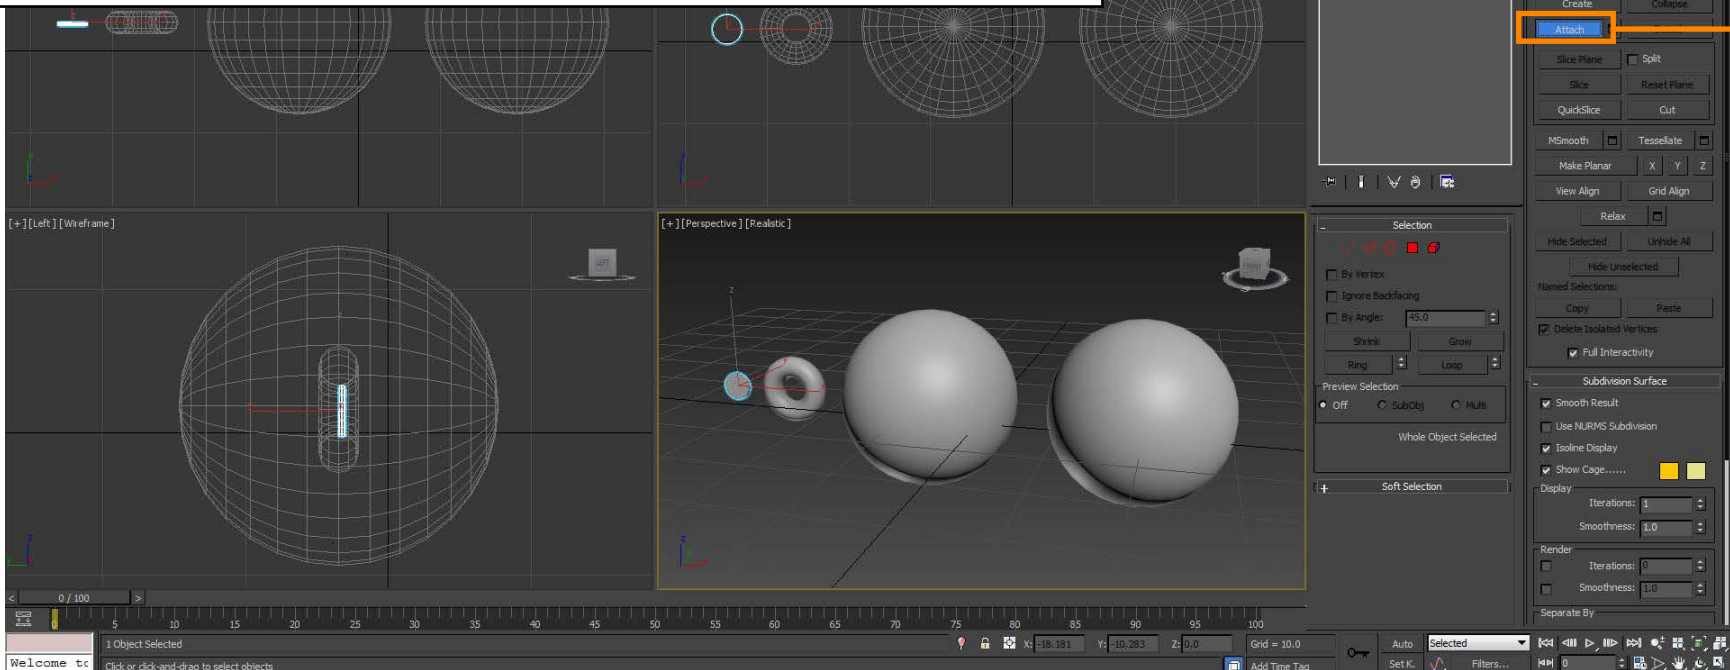 Create Collapse
Attach
Slice Plane Split
Slice Reset Plane
QuickSlice Cut
MSmooth Tessellate
Make Planar X Y Z
View Align Grid Align
Relax
Hide Selected Unhide All
Hide Unselected
Named Selections:
Copy Paste
Delete Isolated Vertices
Full Interactivity
Subdivision Surface
Smooth Result
Use NURMS Subdivision
Isoline Display
Show Cage......
Display
Iterations: 1
Smoothness: 1.0
Render
Iterations: 0
Smoothness: 1.0
Separate By
[+][Left][Wireframe]
LEFT
[+][Perspective][Realistic]
Selection
By Vertex
Ignore Backfacing
By Angle: 45.0
Shrink Grow
Ring Loop
Preview Selection
Off SubObj Multi
Whole Object Selected
Soft Selection
0 / 100
0 5 10 15 20 25 30 35 40 45 50 55 60 65 70 75 80 85 90 95 100
1 Object Selected X: -18.181 Y: -10.283 Z: 0.0 Grid = 10.0 Auto Selected
Welcome to Click or click-and-drag to select objects Add Time Tag Set K. Filters... 0